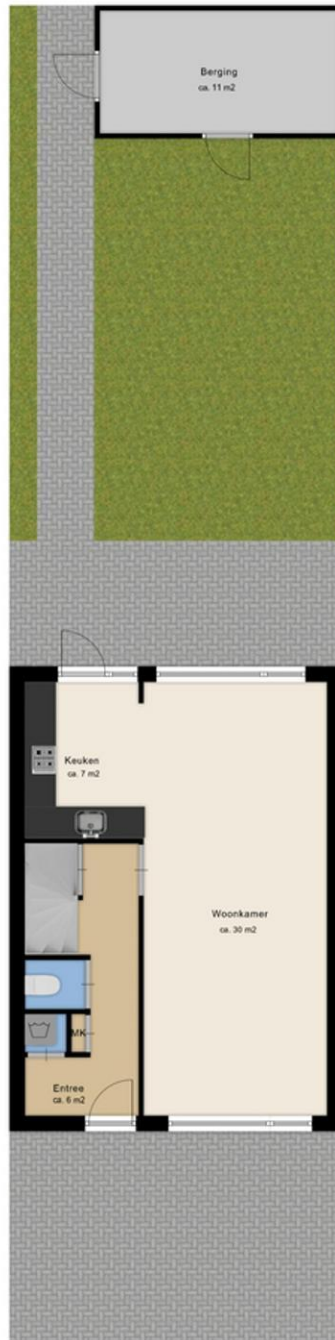 Berging
ca. 11 m2
Keuken
ca. 7 m2
Woonkamer
ca. 30 m2
MK
Entree
ca. 6 m2